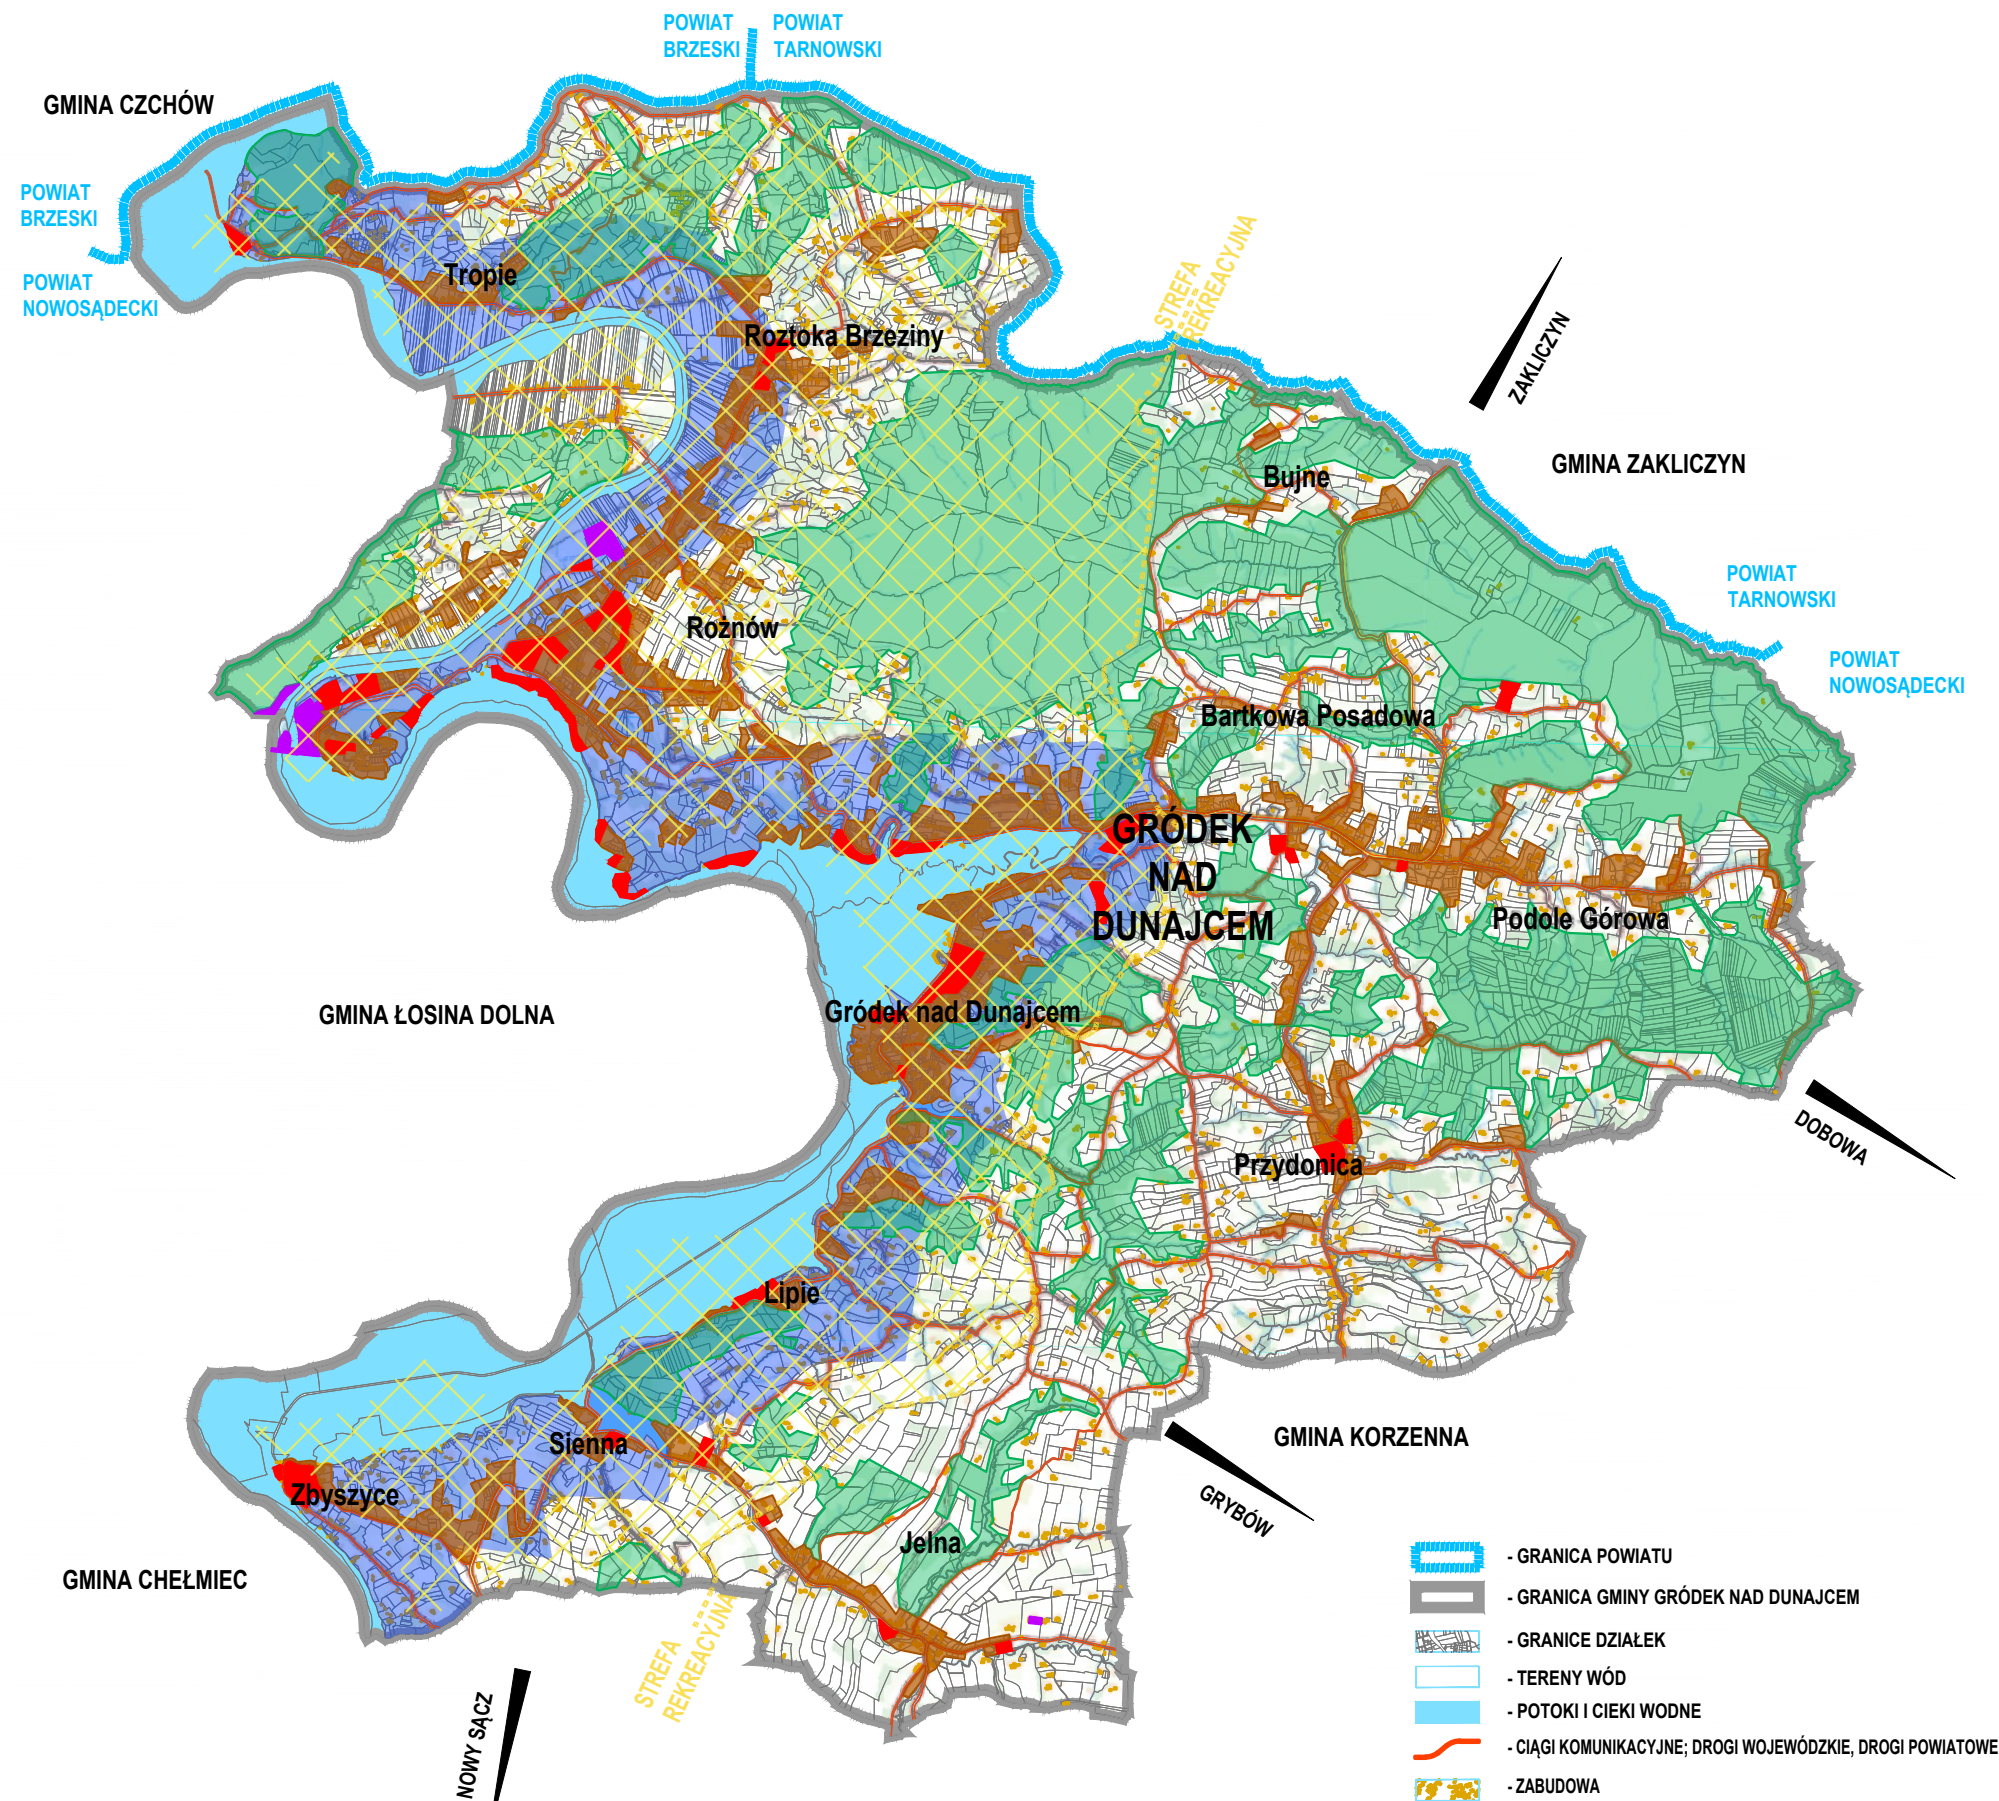 POWIAT
BRZESKI
POWIAT
TARNOWSKI
GMINA CZCHÓW
POWIAT
BRZESKI
POWIAT
NOWOSĄDECKI
Tropie
STREFA
REKREACYJNA
Roztoka Brzeziny
ZAKLICZYN
GMINA ZAKLICZYN
Bujne
POWIAT
TARNOWSKI
POWIAT
NOWOSĄDECKI
Rożnów
Bartkowa Posadowa
GRÓDEK
NAD
DUNAJCEM
Podole Górowa
GMINA ŁOSINA DOLNA
Gródek nad Dunajcem
DOBOWA
Przydonica
Lipie
Sienna
GMINA KORZENNA
Zbyszyce
GRYBÓW
Jelna
GMINA CHEŁMIEC
STREFA
REKREACYJNA
NOWY SĄCZ
- GRANICA POWIATU
- GRANICA GMINY GRÓDEK NAD DUNAJCEM
- GRANICE DZIAŁEK
- TERENY WÓD
- POTOKI I CIEKI WODNE
- CIĄGI KOMUNIKACYJNE; DROGI WOJEWÓDZKIE, DROGI POWIATOWE
- ZABUDOWA